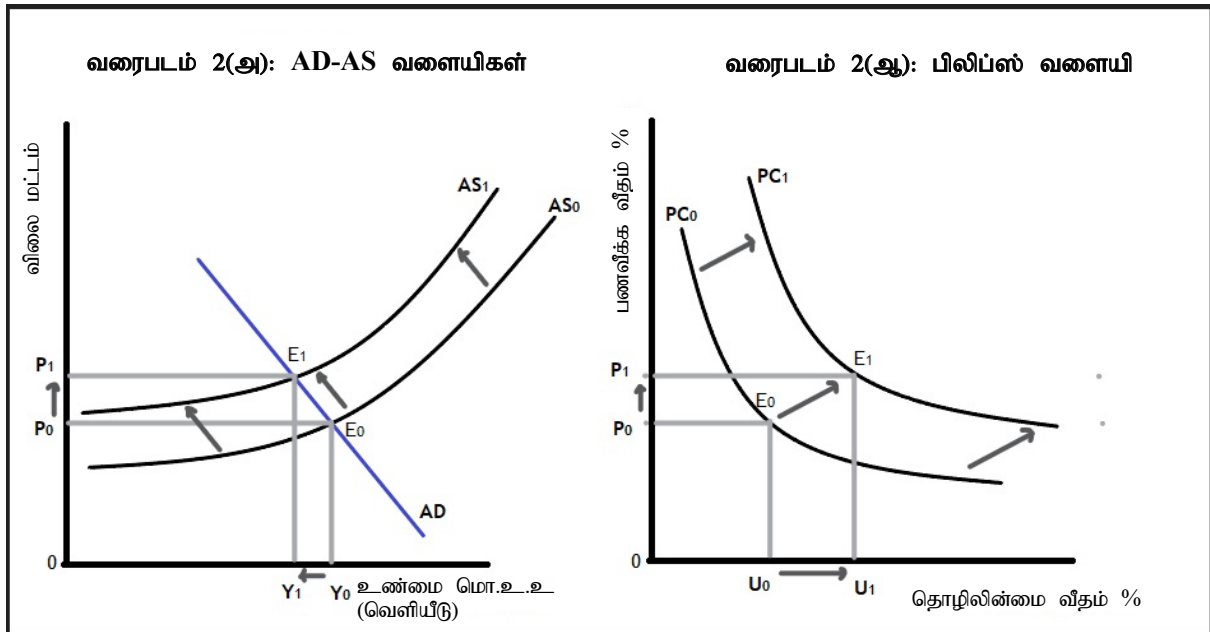 வரைபடம் 2(அ): AD-AS வளையிகள்
விலை மட்டம்
AS1
AS0
P1
E1
P0
E0
AD
0
Y1
Y0
உண்மை மொ.உ.உ
(வெளியீடு)
வரைபடம் 2(ஆ): பிலிப்ஸ் வளையி
பணவீக்க வீதம் %
PC1
PC0
P1
E1
P0
E0
0
U0
U1
தொழிலின்மை வீதம் %